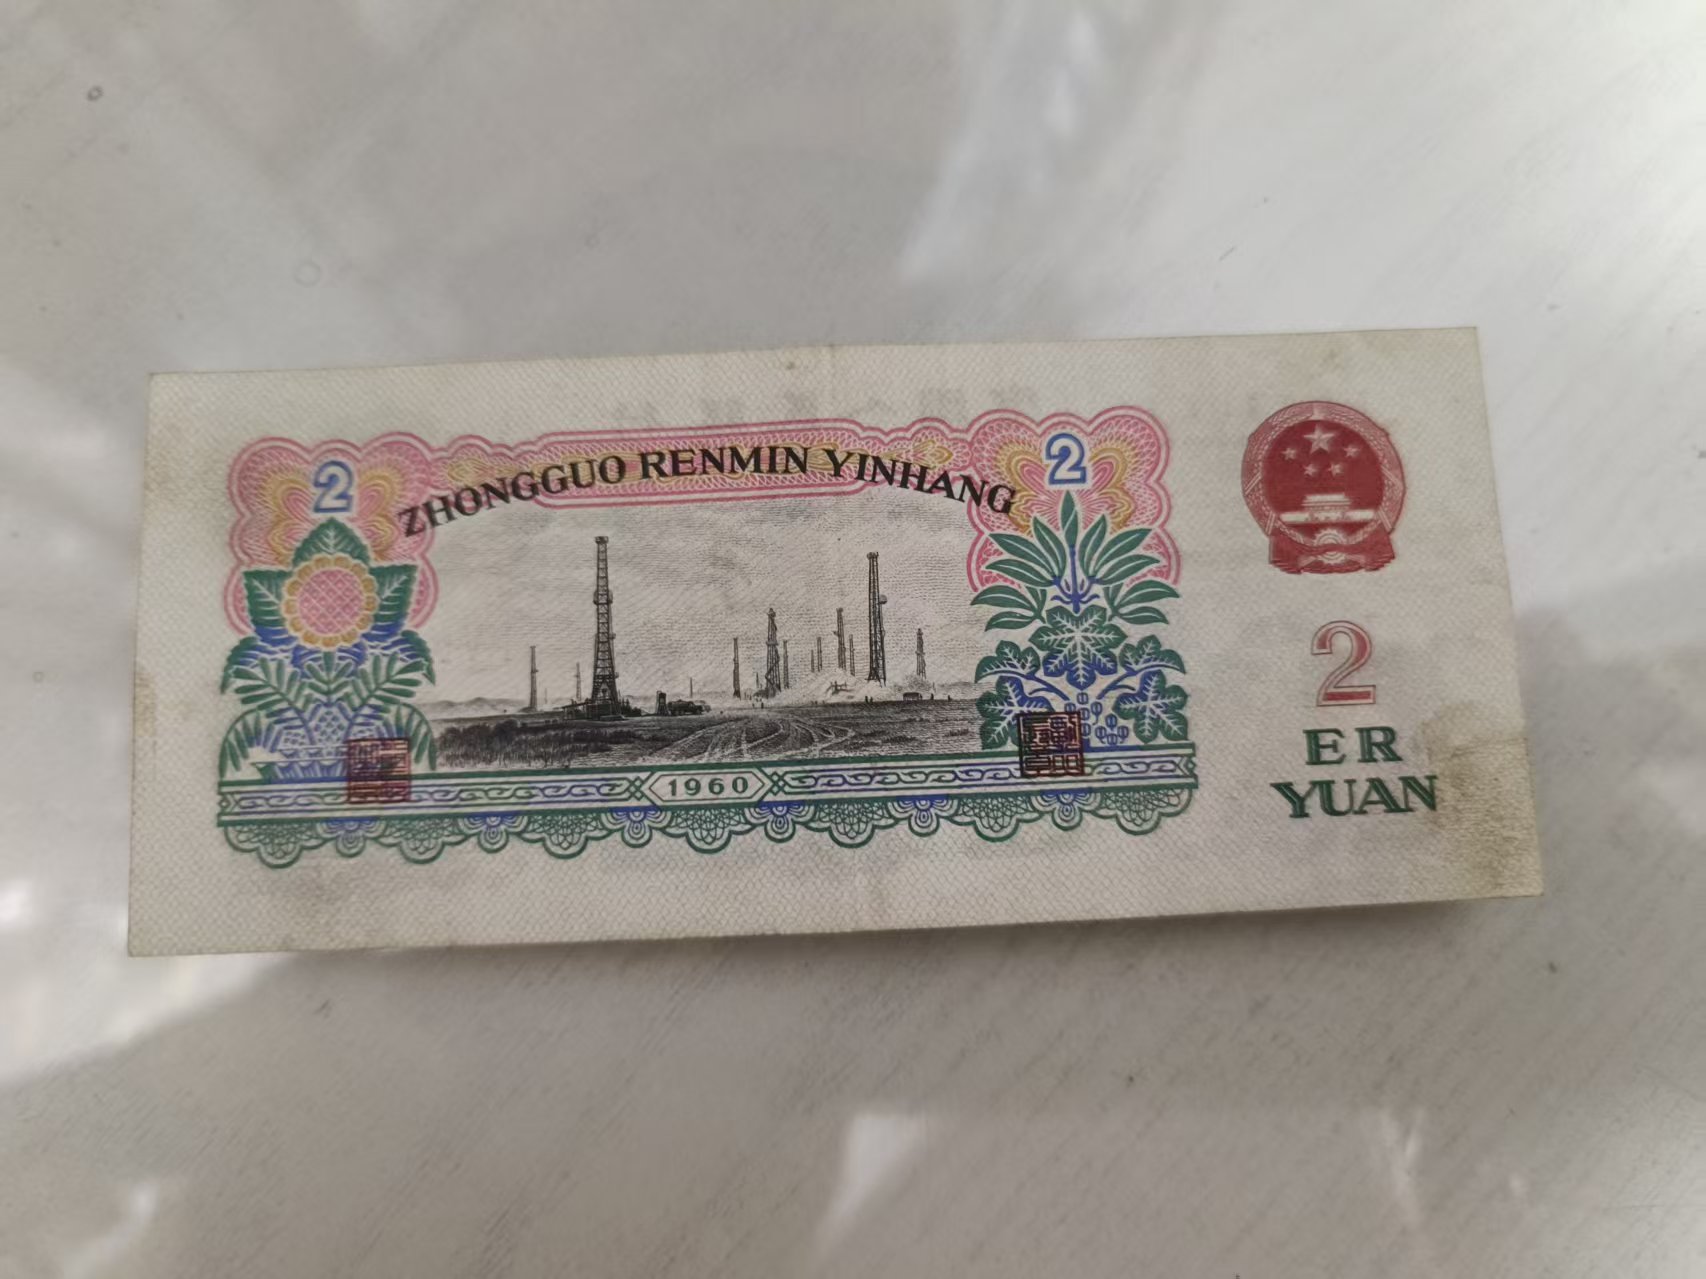 2
2
ZHONGGUO RENMIN YINHANG
1960
2
ER
YUAN